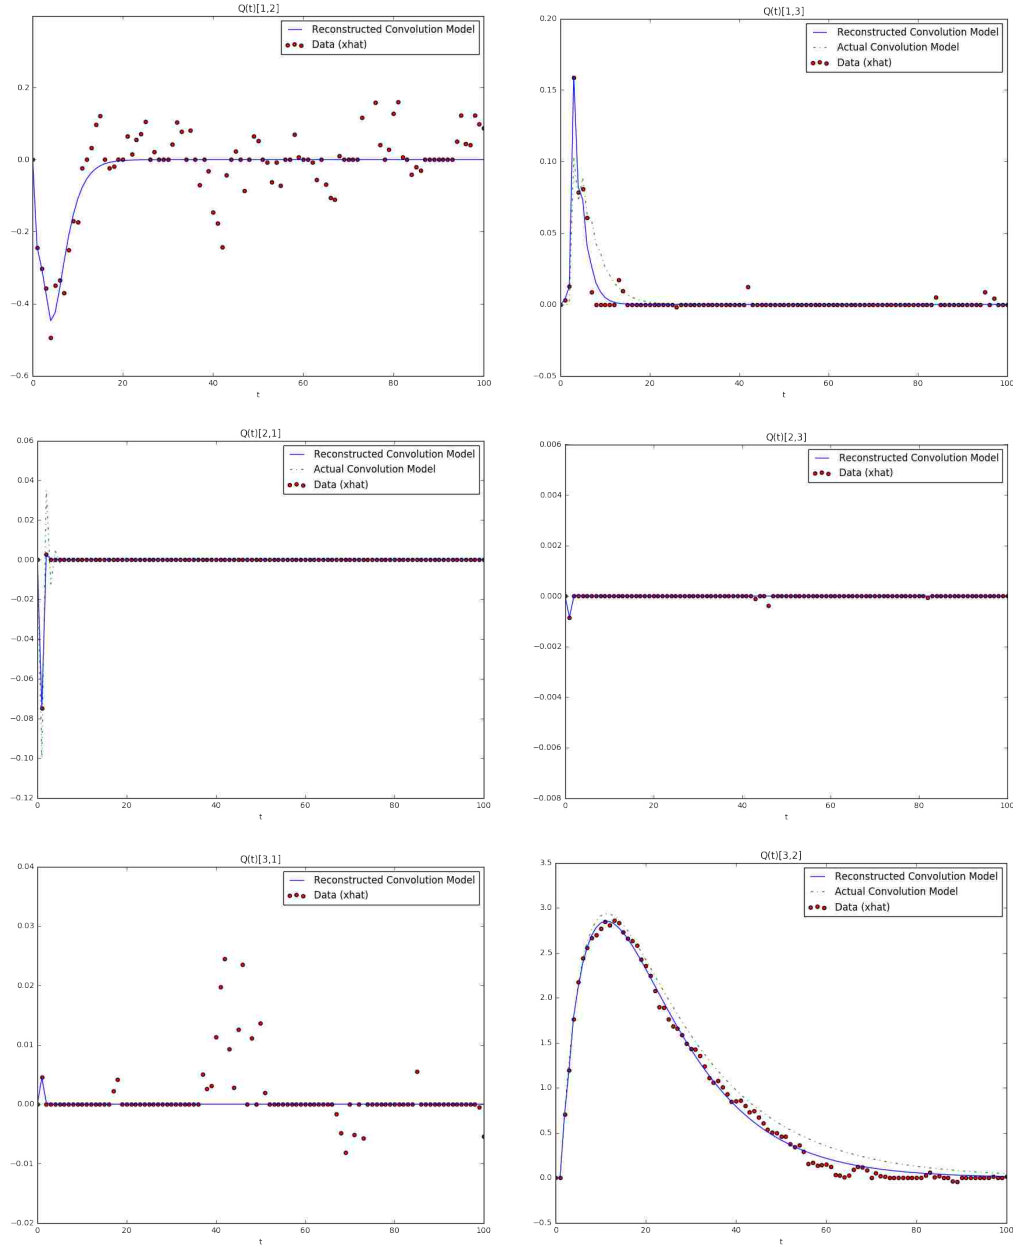 Q(t)[1,2]
Reconstructed Convolution Model
Data (xhat)
0.2
0.0
−0.2
−0.4
−0.6
0 20 40 60 80 100
t
Q(t)[1,3]
Reconstructed Convolution Model
Actual Convolution Model
Data (xhat)
0.20
0.15
0.10
0.05
0.00
−0.05
0 20 40 60 80 100
t
Q(t)[2,1]
Reconstructed Convolution Model
Actual Convolution Model
Data (xhat)
0.06
0.04
0.02
0.00
−0.02
−0.04
−0.06
−0.08
−0.10
−0.12
0 20 40 60 80 100
t
Q(t)[2,3]
Reconstructed Convolution Model
Data (xhat)
0.006
0.004
0.002
0.000
−0.002
−0.004
−0.006
−0.008
0 20 40 60 80 100
t
Q(t)[3,1]
Reconstructed Convolution Model
Data (xhat)
0.04
0.03
0.02
0.01
0.00
−0.01
−0.02
0 20 40 60 80 100
t
Q(t)[3,2]
Reconstructed Convolution Model
Actual Convolution Model
Data (xhat)
3.5
3.0
2.5
2.0
1.5
1.0
0.5
0.0
−0.5
0 20 40 60 80 100
t